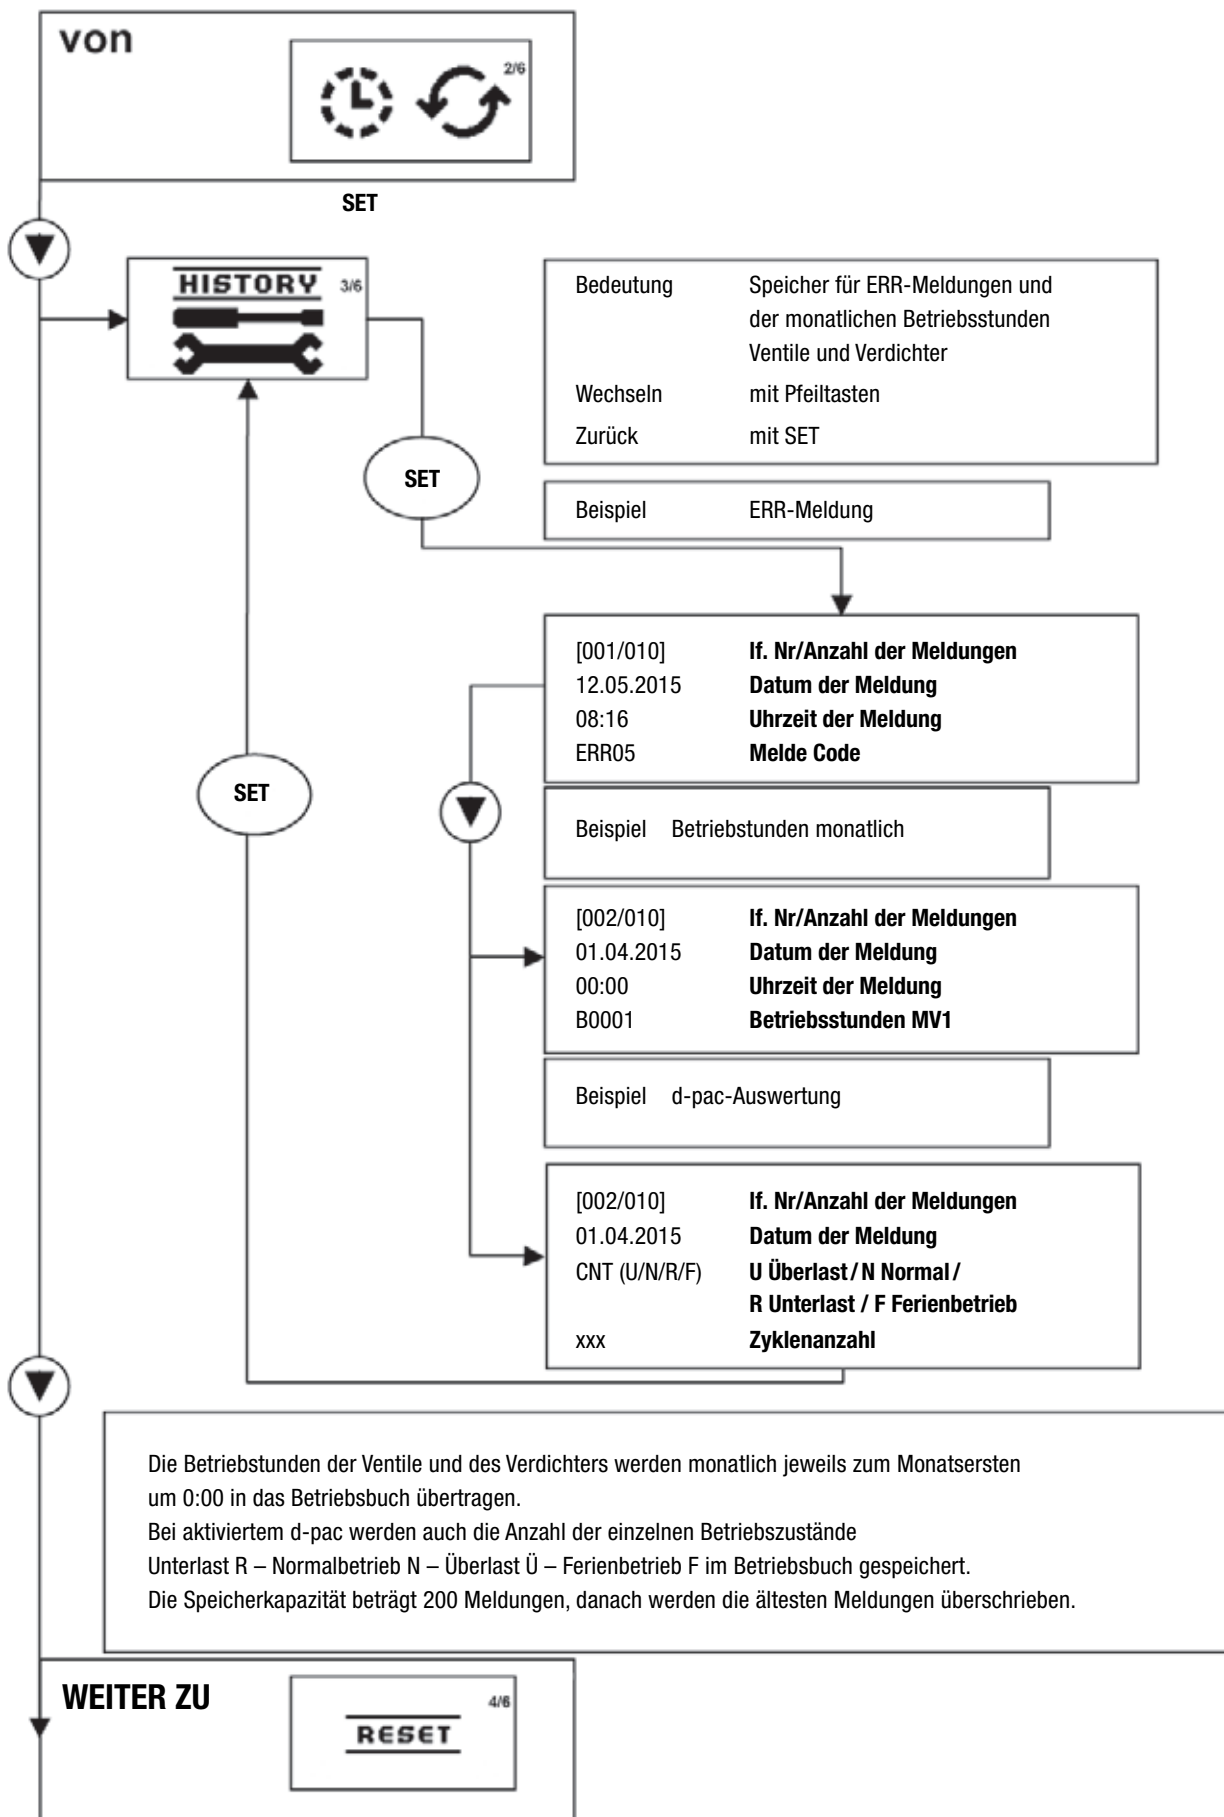 von
2/6
SET
HISTORY 3/6
Bedeutung Speicher für ERR-Meldungen und
der monatlichen Betriebsstunden
Ventile und Verdichter
Wechseln mit Pfeiltasten
Zurück mit SET
SET
Beispiel ERR-Meldung
[001/010] lf. Nr/Anzahl der Meldungen
12.05.2015 Datum der Meldung
08:16 Uhrzeit der Meldung
ERR05 Melde Code
SET
Beispiel Betriebstunden monatlich
[002/010] lf. Nr/Anzahl der Meldungen
01.04.2015 Datum der Meldung
00:00 Uhrzeit der Meldung
B0001 Betriebsstunden MV1
Beispiel d-pac-Auswertung
[002/010] lf. Nr/Anzahl der Meldungen
01.04.2015 Datum der Meldung
CNT (U/N/R/F) U Überlast / N Normal /
R Unterlast / F Ferienbetrieb
xxx Zyklenanzahl
Die Betriebstunden der Ventile und des Verdichters werden monatlich jeweils zum Monatsersten
um 0:00 in das Betriebsbuch übertragen.
Bei aktiviertem d-pac werden auch die Anzahl der einzelnen Betriebszustände
Unterlast R – Normalbetrieb N – Überlast Ü – Ferienbetrieb F im Betriebsbuch gespeichert.
Die Speicherkapazität beträgt 200 Meldungen, danach werden die ältesten Meldungen überschrieben.
WEITER ZU
4/6
RESET